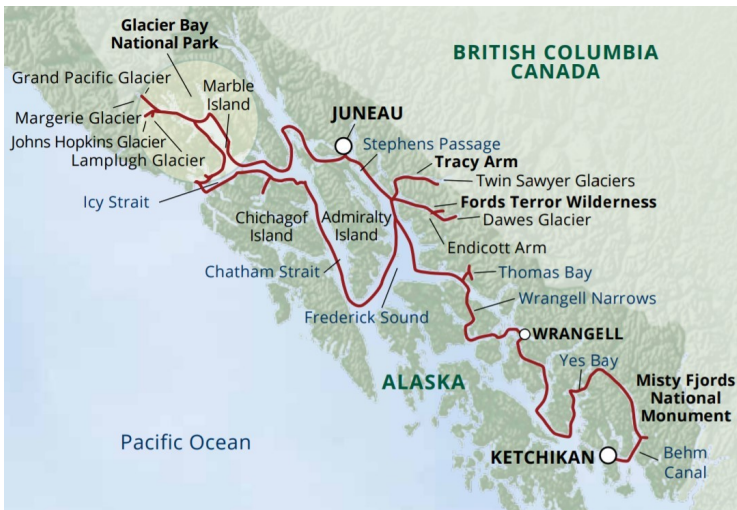 Glacier Bay
National Park
BRITISH COLUMBIA
CANADA
Grand Pacific Glacier
Marble
Island
Margerie Glacier
JUNEAU
Johns Hopkins Glacier
Stephens Passage
Lamplugh Glacier
Tracy Arm
Twin Sawyer Glaciers
Icy Strait
Fords Terror Wilderness
Chichagof
Island
Admiralty
Island
Dawes Glacier
Endicott Arm
Chatham Strait
Thomas Bay
Wrangell Narrows
Frederick Sound
WRANGELL
Yes Bay
ALASKA
Misty Fjords
National
Monument
Pacific Ocean
KETCHIKAN
Behm
Canal